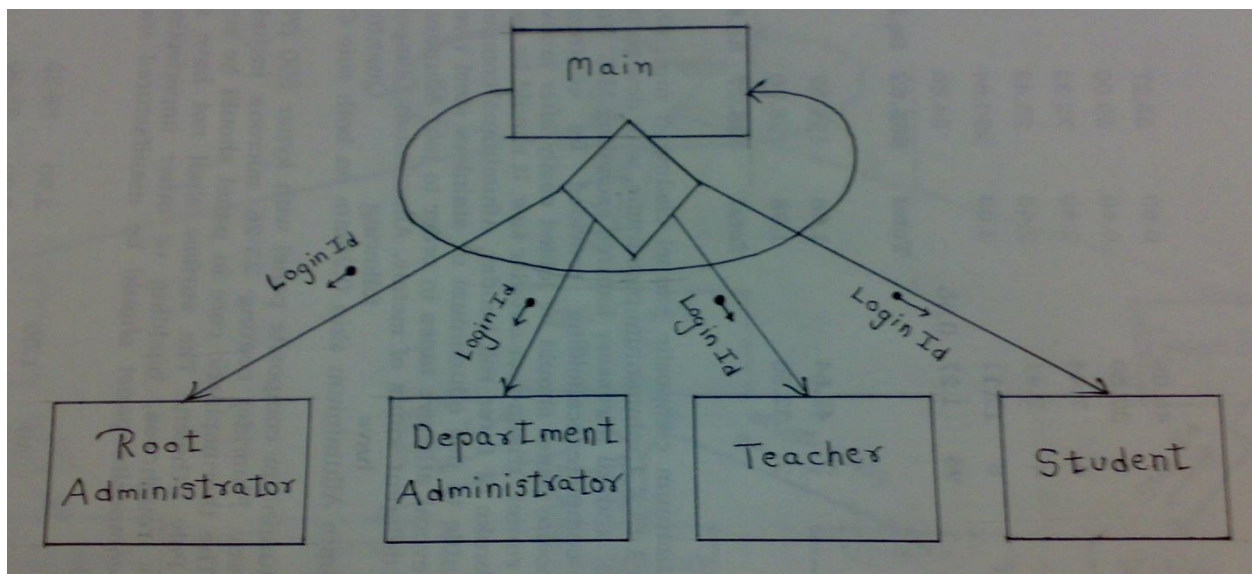 Main
Login Id
Login Id
Login Id
Login Id
Root
Administrator
Department
Administrator
Teacher
Student